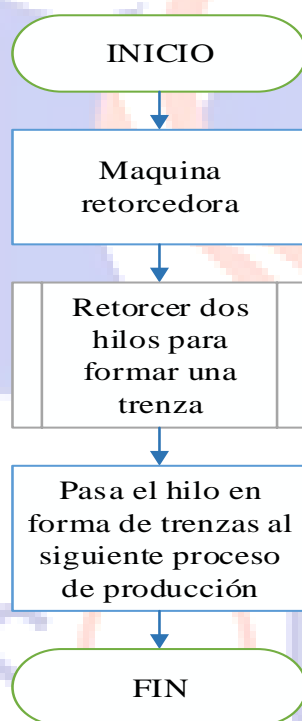 INICIO
Maquina
retorcedora
Retorcer dos
hilos para
formar una
trenza
Pasa el hilo en
forma de trenzas al
siguiente proceso
de producción
FIN